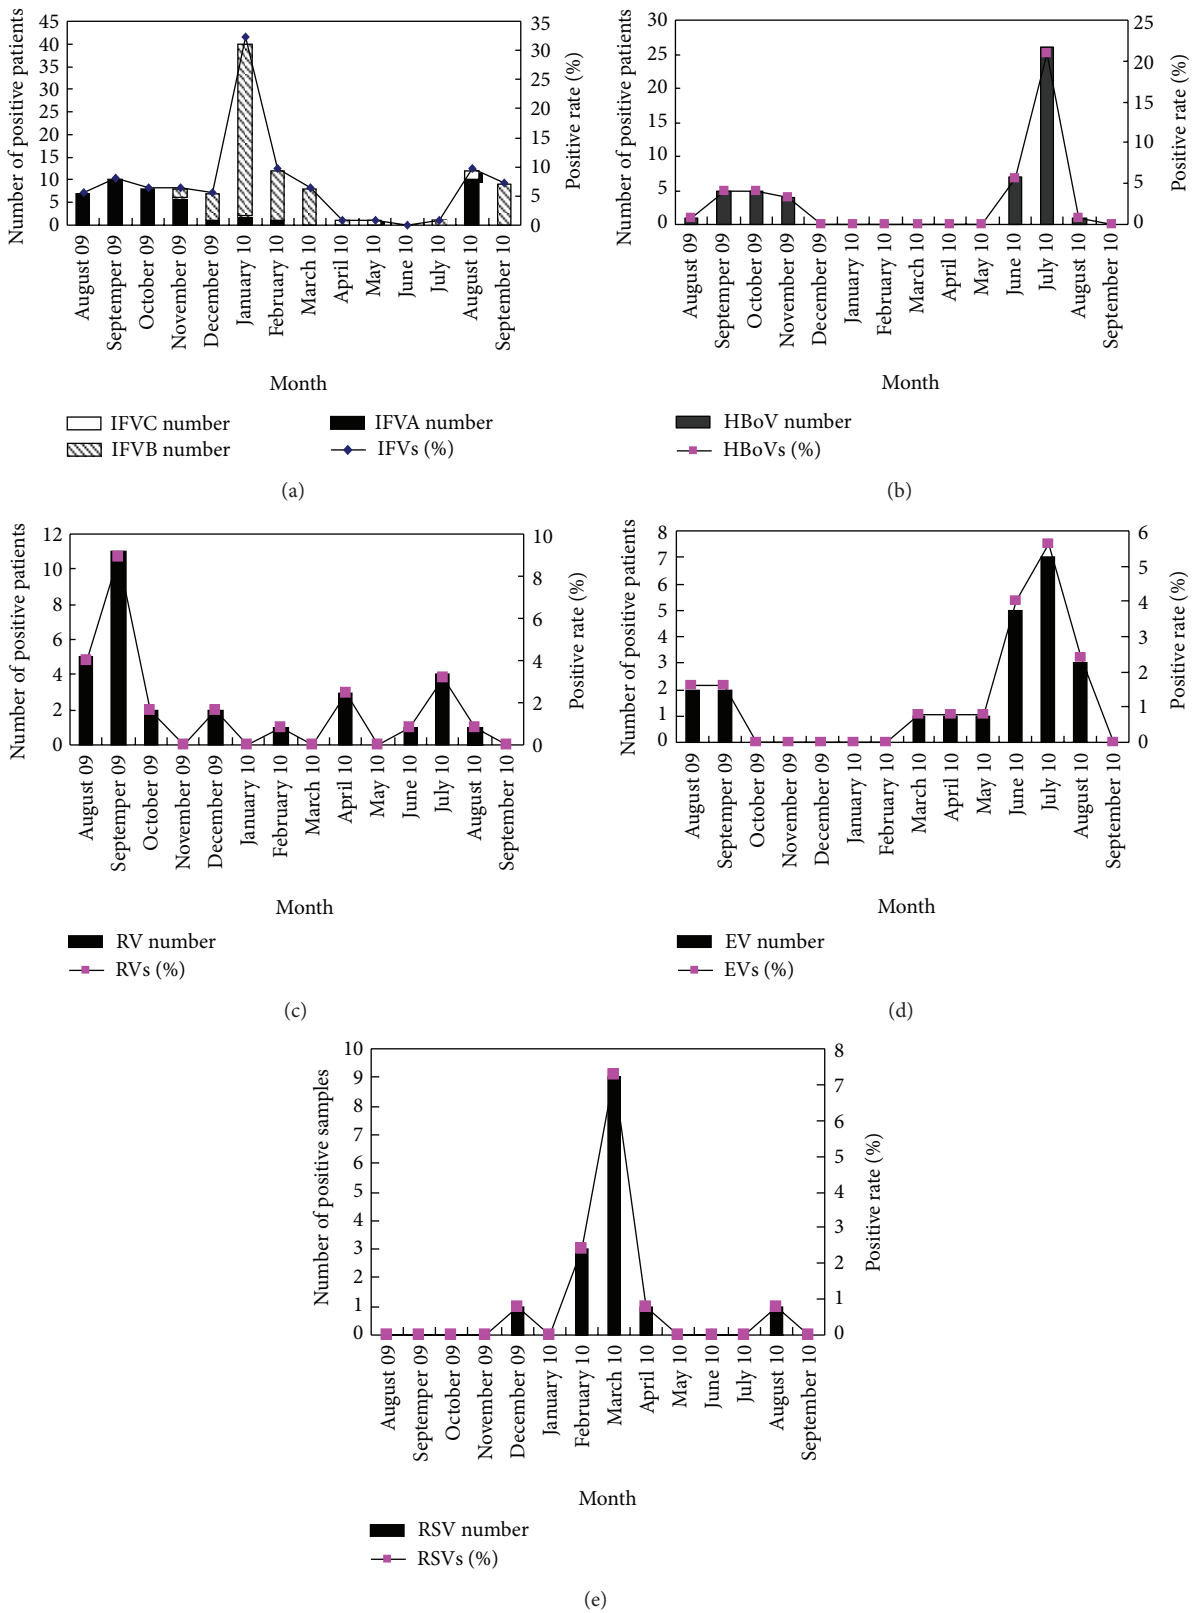 Number of positive patients
45
40
35
30
25
20
15
10
5
0
35
30
25
20
15
10
5
0
Positive rate (%)
August 09
Septemper 09
October 09
November 09
December 09
January 10
February 10
March 10
April 10
May 10
June 10
July 10
August 10
September 10
Month
IFVC number
IFVA number
IFVB number
IFVs (%)
(a)
Number of positive patients
30
25
20
15
10
5
0
25
20
15
10
5
0
Positive rate (%)
August 09
Septemper 09
October 09
November 09
December 09
January 10
February 10
March 10
April 10
May 10
June 10
July 10
August 10
September 10
Month
HBoV number
HBoVs (%)
(b)
Number of positive patients
12
10
8
6
4
2
0
10
8
6
4
2
0
Positive rate (%)
August 09
Septemper 09
October 09
November 09
December 09
January 10
February 10
March 10
April 10
May 10
June 10
July 10
August 10
September 10
Month
RV number
RVs (%)
(c)
Number of positive patients
8
7
6
5
4
3
2
1
0
6
5
4
3
2
1
0
Positive rate (%)
August 09
Septemper 09
October 09
November 09
December 09
January 10
February 10
March 10
April 10
May 10
June 10
July 10
August 10
September 10
Month
EV number
EVs (%)
(d)
Number of positive samples
10
9
8
7
6
5
4
3
2
1
0
8
7
6
5
4
3
2
1
0
Positive rate (%)
August 09
Septemper 09
October 09
November 09
December 09
January 10
February 10
March 10
April 10
May 10
June 10
July 10
August 10
September 10
Month
RSV number
RSVs (%)
(e)